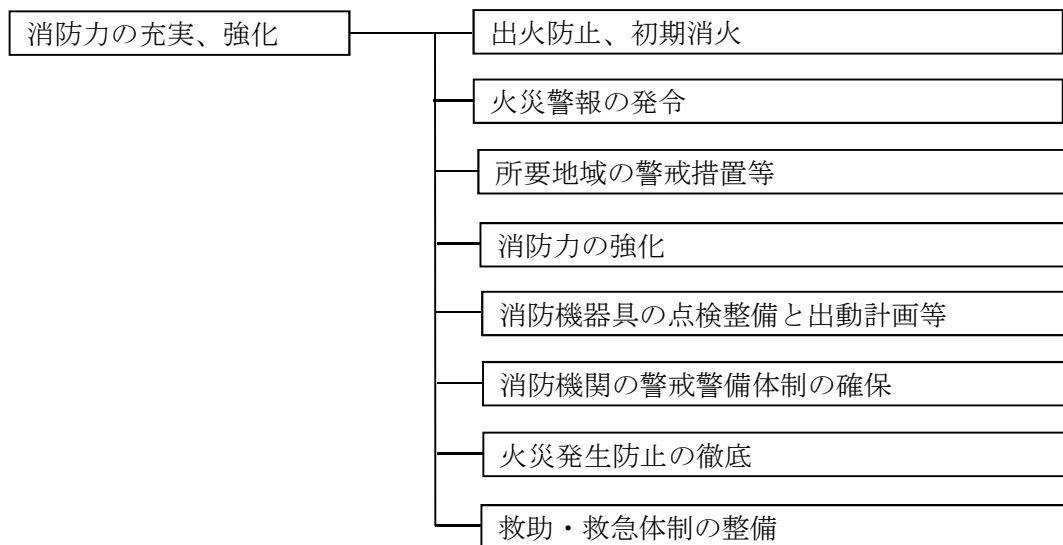 消防力の充実、強化
出火防止、初期消火
火災警報の発令
所要地域の警戒措置等
消防力の強化
消防機器具の点検整備と出動計画等
消防機関の警戒警備体制の確保
火災発生防止の徹底
救助・救急体制の整備